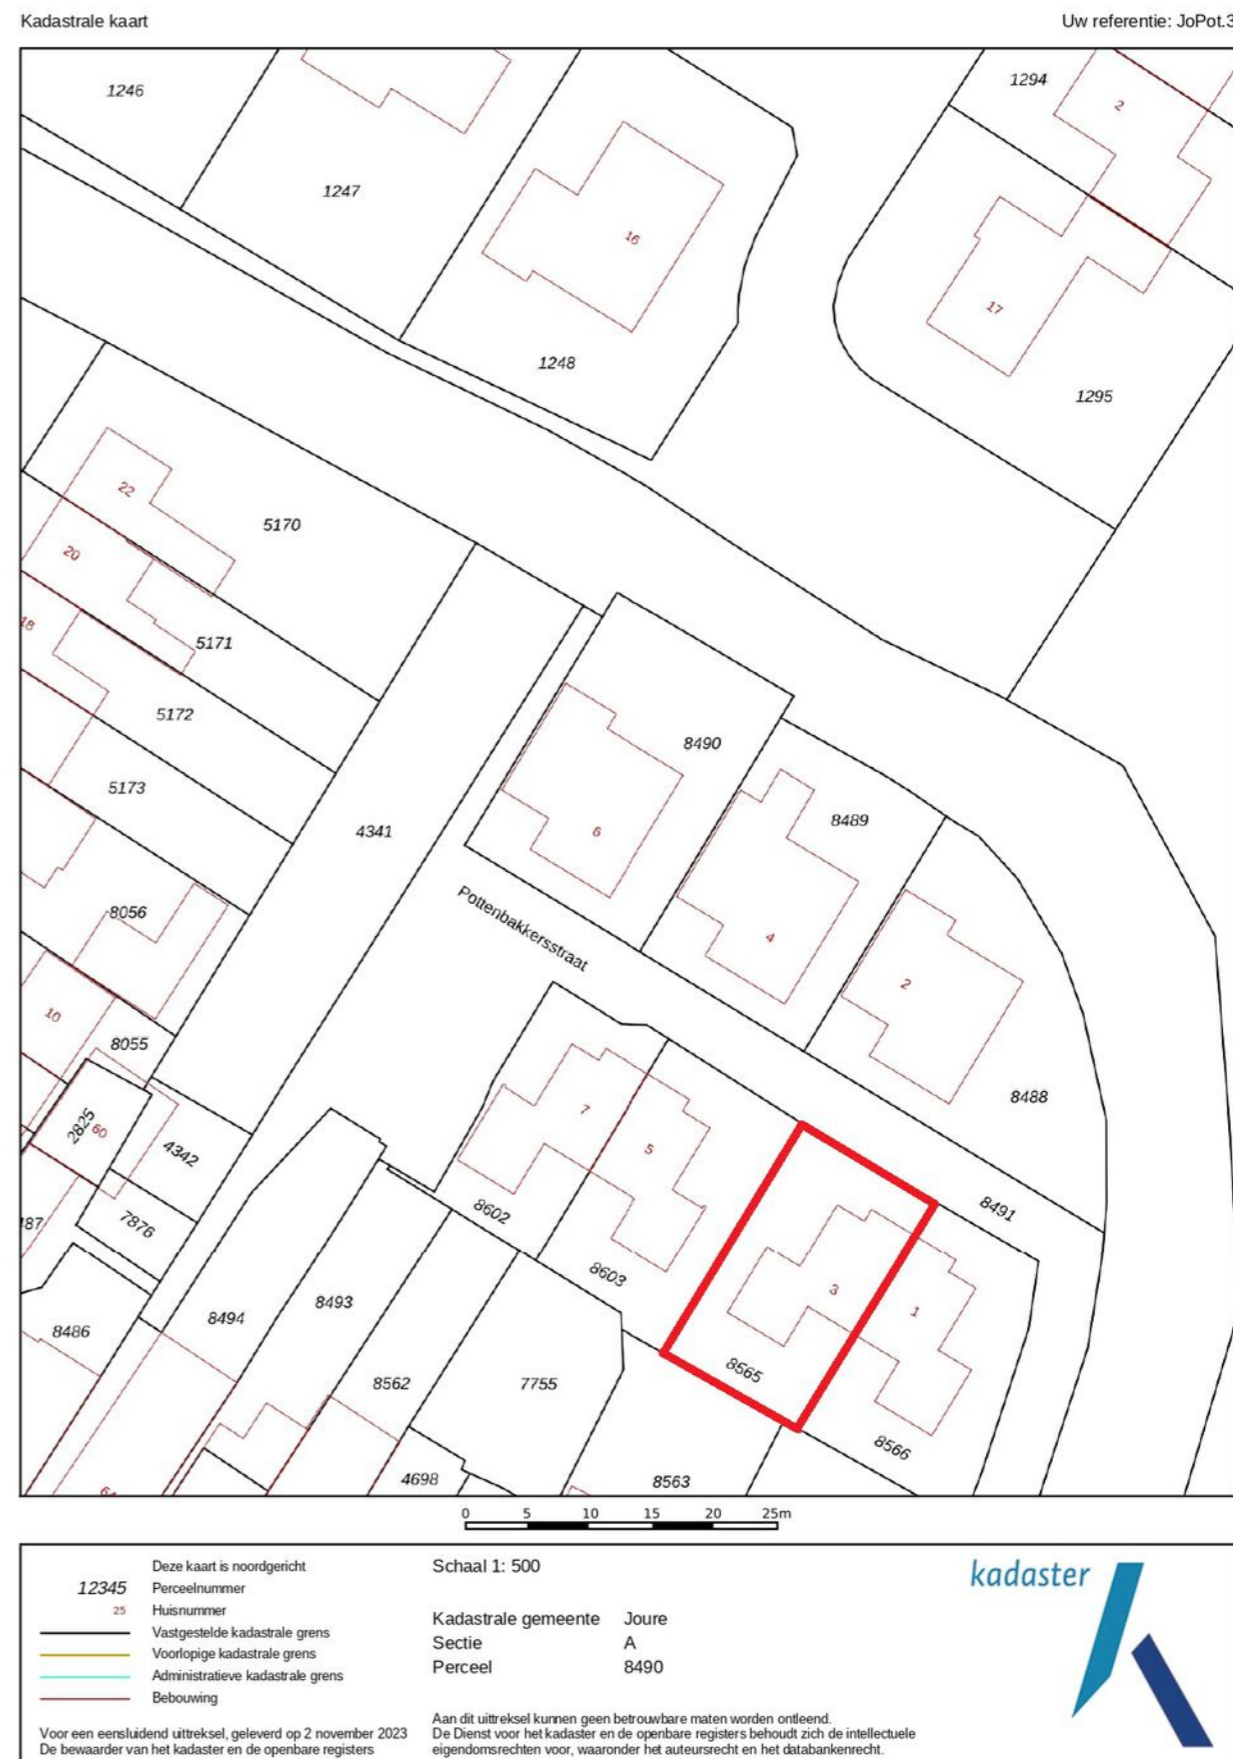 Kadastrale kaart
Uw referentie: JoPot.3
1246
1294
2
1247
16
17
1248
1295
22
5170
20
18
5171
5172
5173
8490
8489
4341
6
Pottenbakkersstraat
8056
4
2
10
8055
8488
2825
60
4342
7
5
187
7876
8602
8491
8603
3
1
8486
8494
8493
8562
7755
8565
8566
4698
8563
0 5 10 15 20 25m
Deze kaart is noordgericht
12345 Perceelnummer
25 Huisnummer
Vastgestelde kadastrale grens
Voorlopige kadastrale grens
Administratieve kadastrale grens
Bebouwing
Voor een eensluidend uittreksel, geleverd op 2 november 2023
De bewaarder van het kadaster en de openbare registers
Schaal 1: 500
Kadastrale gemeente Joure
Sectie A
Perceel 8490
Aan dit uittreksel kunnen geen betrouwbare maten worden ontleend.
De Dienst voor het kadaster en de openbare registers behoudt zich de intellectuele
eigendomsrechten voor, waaronder het auteursrecht en het databankenrecht.
kadaster